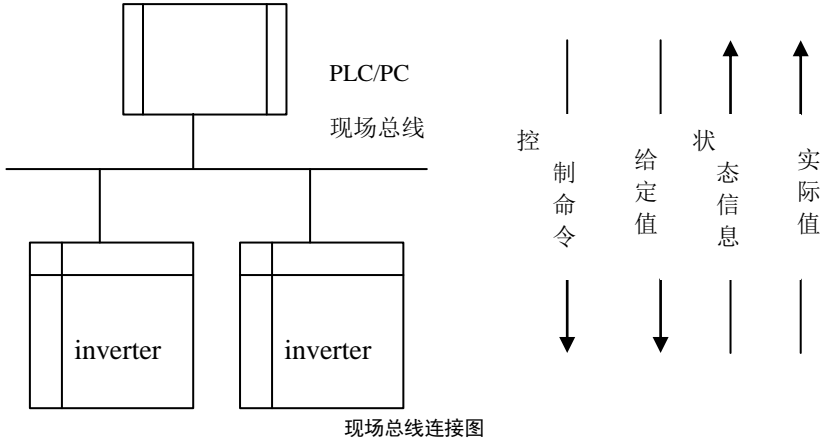 PLC/PC
现场总线
控制命令
给定值
状态信息
实际值
inverter
inverter
现场总线连接图